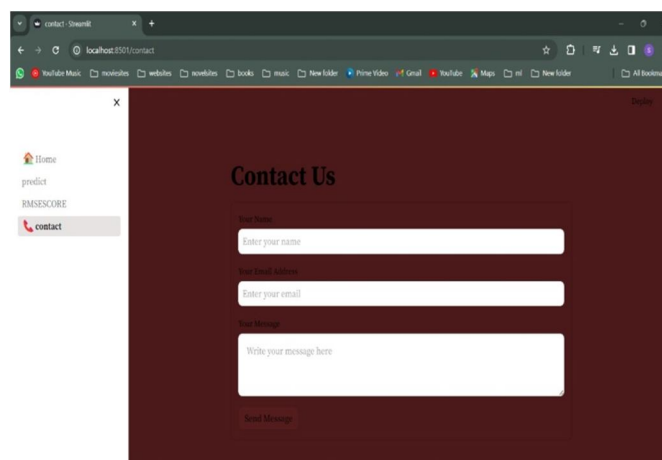 contact · Streamlit
localhost:8501/contact
YouTube Music moviesites websites novelsites books music New folder Prime Video Gmail YouTube Maps ml New folder All Bookma
Deploy
Home
predict
RMSESCORE
contact
Contact Us
Your Name
Enter your name
Your Email Address
Enter your email
Your Message
Write your message here
Send Message